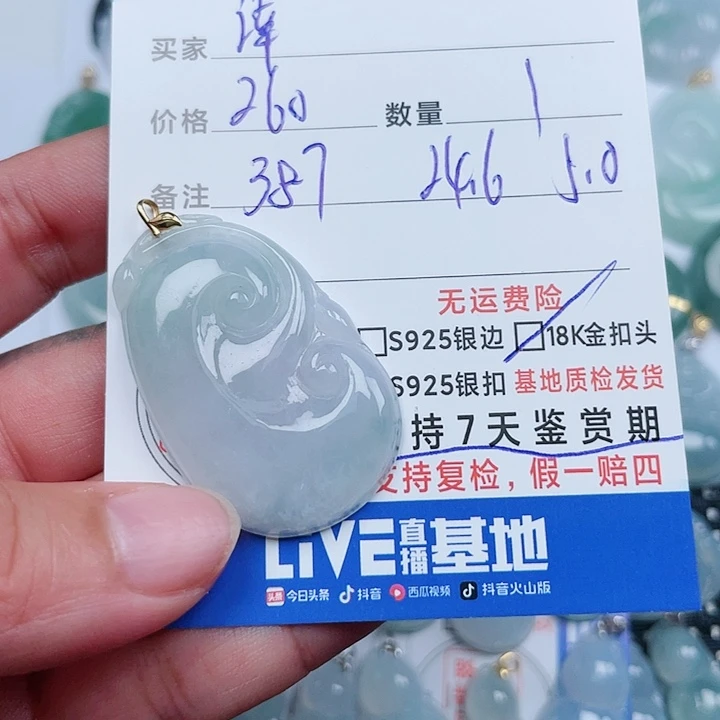 买家 谭
价格 260 数量 1
备注 387 24.6 5.0
无运费险
S925银边 18K金扣头
S925银扣 基地质检发货
持7天鉴赏期
支持复检，假一赔四
LIVE直播基地
头条 今日头条 抖音 西瓜视频 抖音火山版